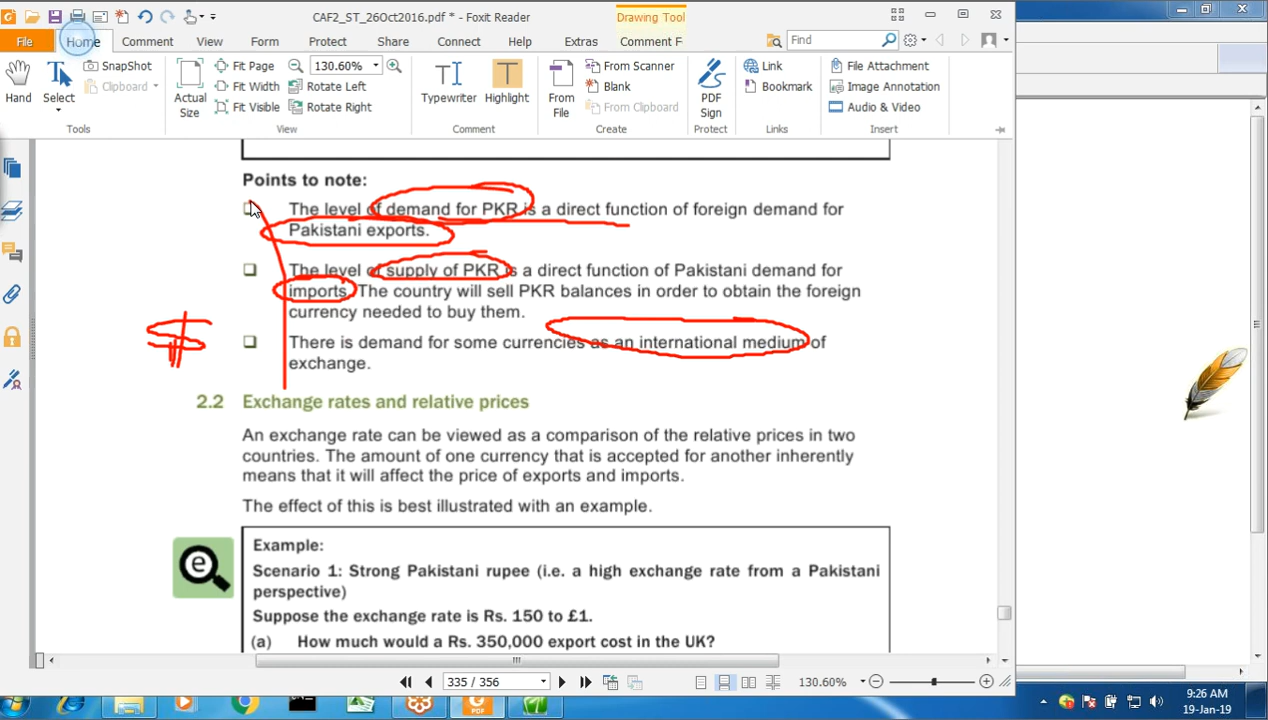 CAF2_ST_26Oct2016.pdf * - Foxit Reader
Drawing Tool
File Home Comment View Form Protect Share Connect Help Extras Comment F
Find
SnapShot Fit Page 130.60% From Scanner Link File Attachment
Clipboard Fit Width Rotate Left Blank Bookmark Image Annotation
Hand Select Actual Size Fit Visible Rotate Right Typewriter Highlight From File From Clipboard PDF Sign Audio & Video
Tools View Comment Create Protect Links Insert
Points to note:
The level of demand for PKR is a direct function of foreign demand for
Pakistani exports.
The level of supply of PKR is a direct function of Pakistani demand for
imports. The country will sell PKR balances in order to obtain the foreign
currency needed to buy them.
$
There is demand for some currencies as an international medium of
exchange.
2.2 Exchange rates and relative prices
An exchange rate can be viewed as a comparison of the relative prices in two
countries. The amount of one currency that is accepted for another inherently
means that it will affect the price of exports and imports.
The effect of this is best illustrated with an example.
e
Example:
Scenario 1: Strong Pakistani rupee (i.e. a high exchange rate from a Pakistani
perspective)
Suppose the exchange rate is Rs. 150 to £1.
(a) How much would a Rs. 350,000 export cost in the UK?
335 / 356 130.60%
9:26 AM
19-Jan-19